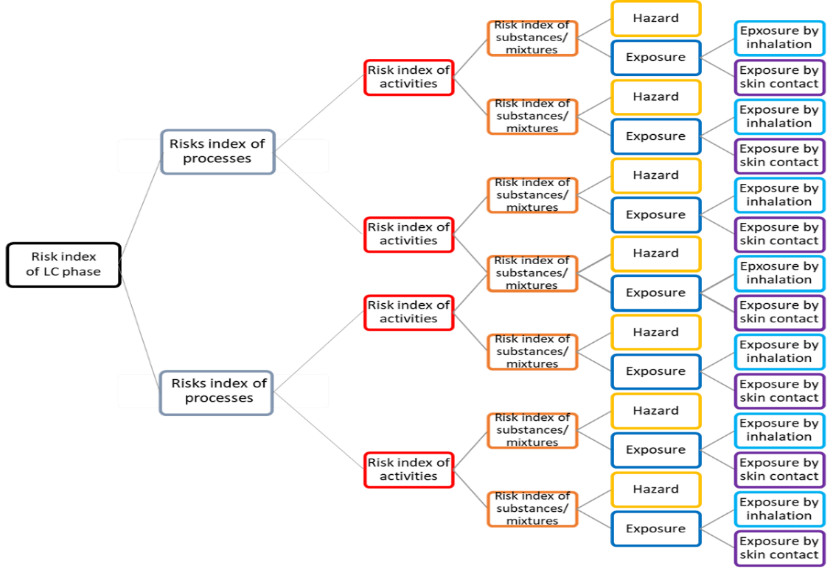 Risk index
of LC phase
Risks index of
processes
Risks index of
processes
Risk index of
activities
Risk index of
activities
Risk index of
activities
Risk index of
activities
Risk index of
substances/
mixtures
Risk index of
substances/
mixtures
Risk index of
substances/
mixtures
Risk index of
substances/
mixtures
Risk index of
substances/
mixtures
Risk index of
substances/
mixtures
Risk index of
substances/
mixtures
Hazard
Exposure
Hazard
Exposure
Hazard
Exposure
Hazard
Exposure
Hazard
Exposure
Hazard
Exposure
Hazard
Exposure
Epxosure by
inhalation
Exposure by
skin contact
Exposure by
inhalation
Exposure by
skin contact
Exposure by
inhalation
Exposure by
skin contact
Epxosure by
inhalation
Exposure by
skin contact
Exposure by
inhalation
Exposure by
skin contact
Exposure by
inhalation
Exposure by
skin contact
Exposure by
inhalation
Exposure by
skin contact